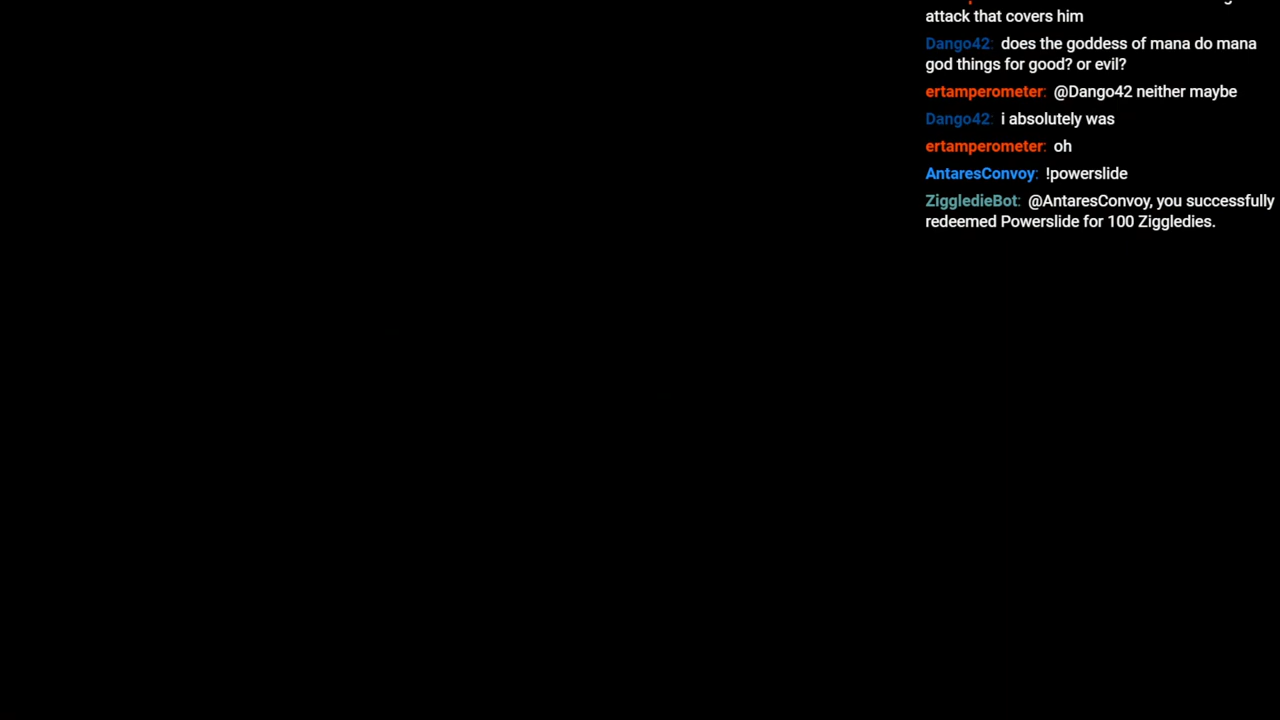 attack that covers him
Dango42: does the goddess of mana do mana
god things for good? or evil?
ertamperometer: @Dango42 neither maybe
Dango42: i absolutely was
ertamperometer: oh
AntaresConvoy: !powerslide
ZiggledieBot: @AntaresConvoy, you successfully
redeemed Powerslide for 100 Ziggledies.